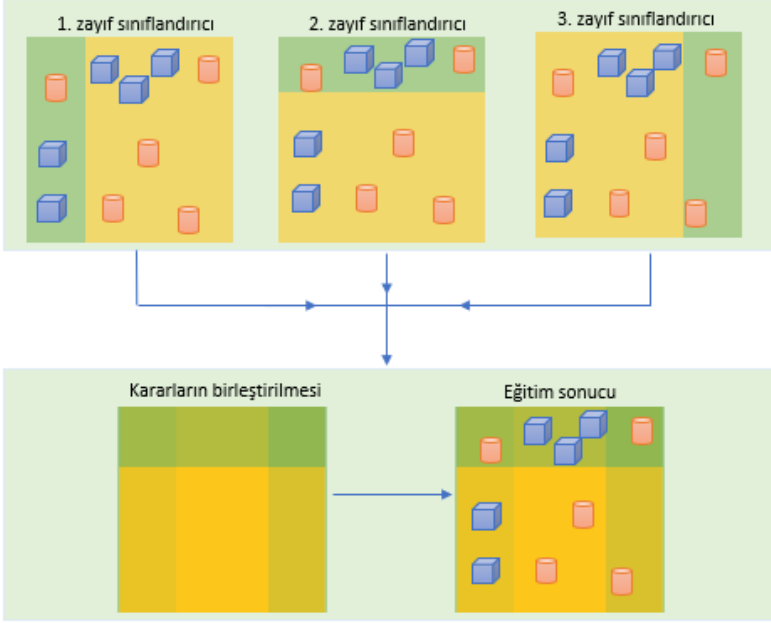 1. zayıf sınıflandırıcı
2. zayıf sınıflandırıcı
3. zayıf sınıflandırıcı
Kararların birleştirilmesi
Eğitim sonucu